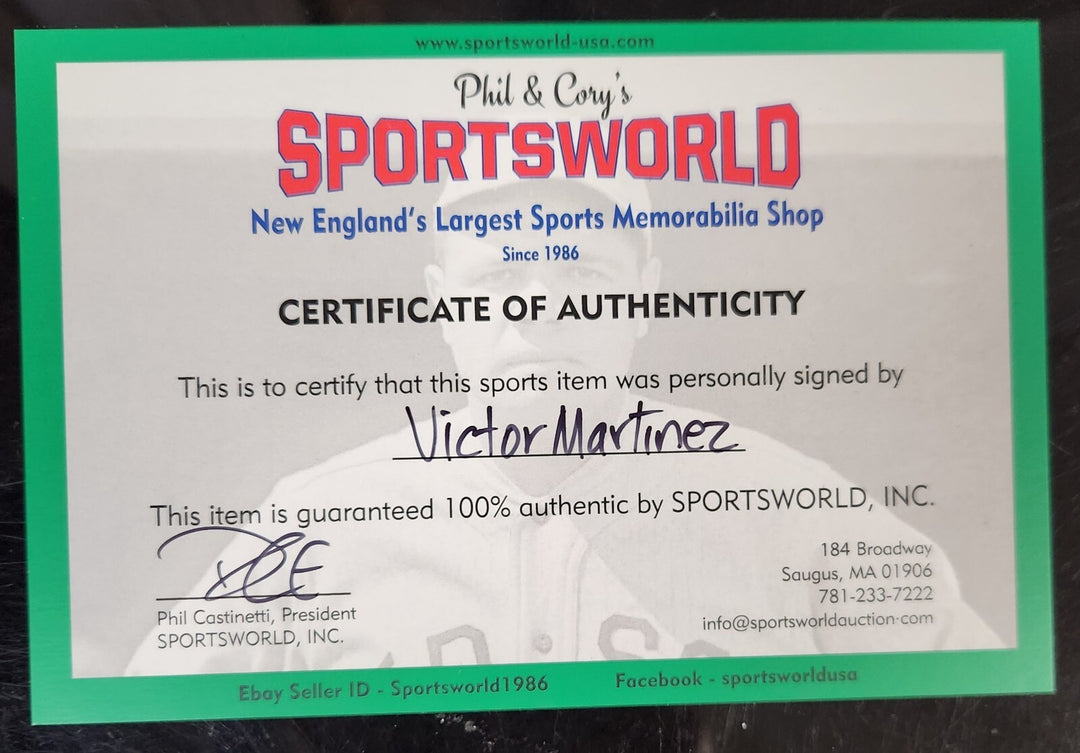 www.sportsworld-usa.com
Phil & Cory's
SPORTSWORLD
New England's Largest Sports Memorabilia Shop
Since 1986
CERTIFICATE OF AUTHENTICITY
This is to certify that this sports item was personally signed by
Victor Martinez
This item is guaranteed 100% authentic by SPORTSWORLD, INC.
Phil Castinetti, President
SPORTSWORLD, INC.
184 Broadway
Saugus, MA 01906
781-233-7222
info@sportsworldauction.com
Ebay Seller ID - Sportsworld1986
Facebook - sportsworldusa